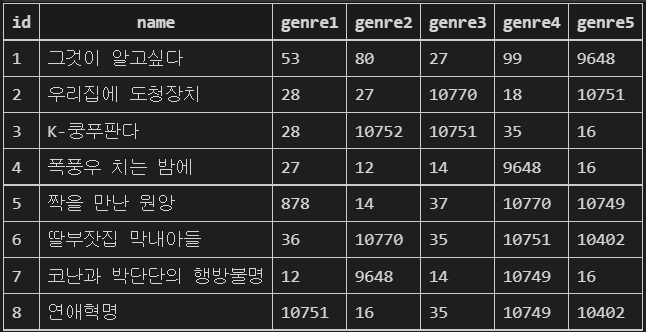 id name genre1 genre2 genre3 genre4 genre5
1 그것이 알고싶다 53 80 27 99 9648
2 우리집에 도청장치 28 27 10770 18 10751
3 K-쿵푸판다 28 10752 10751 35 16
4 폭풍우 치는 밤에 27 12 14 9648 16
5 짝을 만난 원앙 878 14 37 10770 10749
6 딸부잣집 막내아들 36 10770 35 10751 10402
7 코난과 박단단의 행방불명 12 9648 14 10749 16
8 연애혁명 10751 16 35 10749 10402